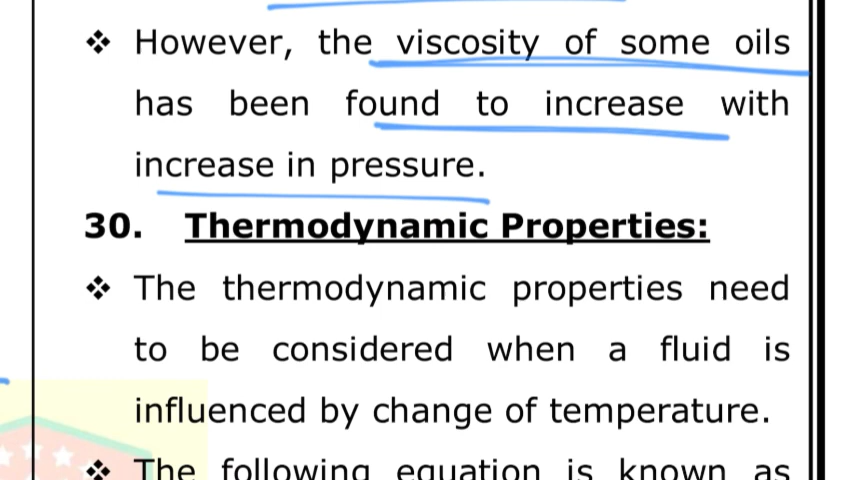 ❖ However, the viscosity of some oils
has been found to increase with
increase in pressure.
30. Thermodynamic Properties:
❖ The thermodynamic properties need
to be considered when a fluid is
influenced by change of temperature.
❖ The following equation is known as